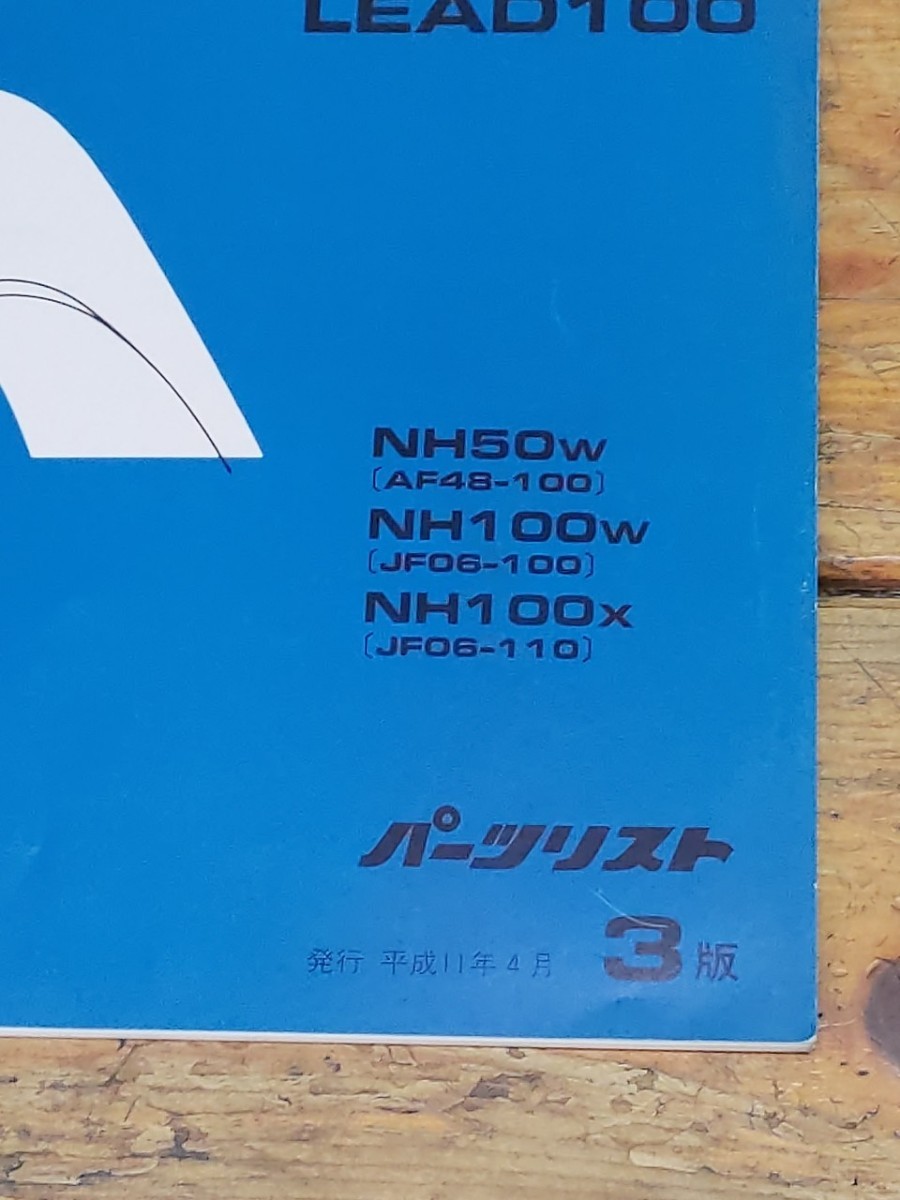 LEAD100
NH50W
[AF48-100]
NH100W
[JF06-100]
NH100X
[JF06-110]
パーツリスト
発行 平成11年4月 3版